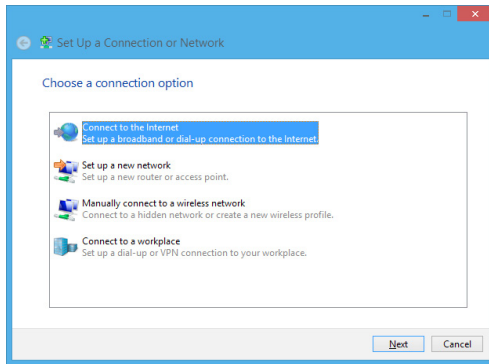 Set Up a Connection or Network
Choose a connection option
Connect to the Internet
Set up a broadband or dial-up connection to the Internet.
Set up a new network
Set up a new router or access point.
Manually connect to a wireless network
Connect to a hidden network or create a new wireless profile.
Connect to a workplace
Set up a dial-up or VPN connection to your workplace.
Next Cancel